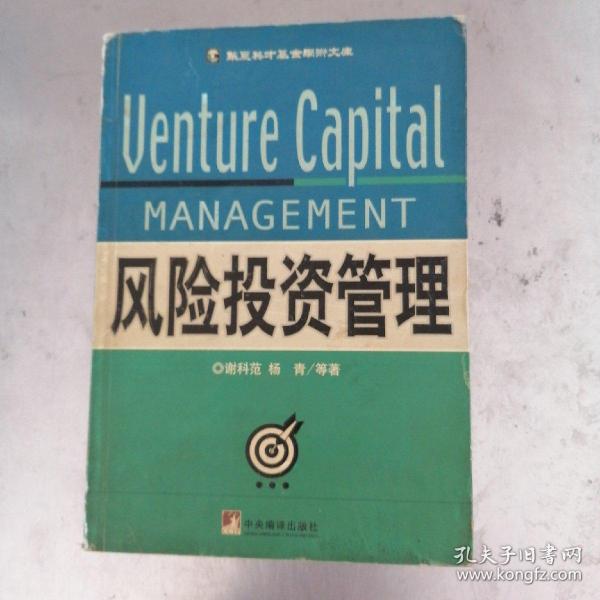 Venture Capital
MANAGEMENT
风险投资管理
◎谢科范 杨 青/等著
中央编译出版社
孔夫子旧书网
www.kongfz.com